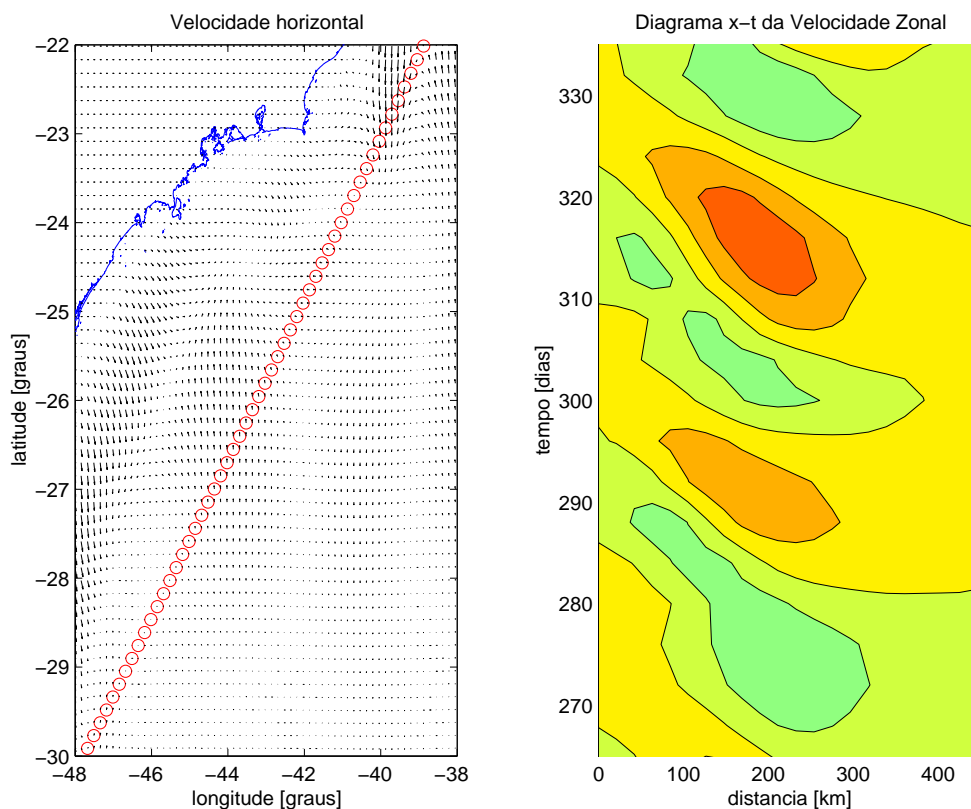 Velocidade horizontal
−22
−23
−24
−25
−26
−27
−28
−29
−30
latitude [graus]
−48 −46 −44 −42 −40 −38
longitude [graus]
Diagrama x−t da Velocidade Zonal
330
320
310
300
290
280
270
tempo [dias]
0 100 200 300 400
distancia [km]